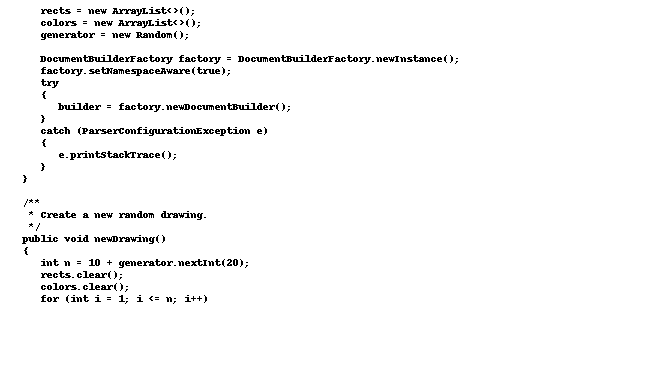 rects = new ArrayList<>();
colors = new ArrayList<>();
generator = new Random();
DocumentBuilderFactory factory = DocumentBuilderFactory.newInstance();
factory.setNamespaceAware(true);
try
{
builder = factory.newDocumentBuilder();
}
catch (ParserConfigurationException e)
{
e.printStackTrace();
}
}
/**
* Create a new random drawing.
*/
public void newDrawing()
{
int n = 10 + generator.nextInt(20);
rects.clear();
colors.clear();
for (int i = 1; i <= n; i++)